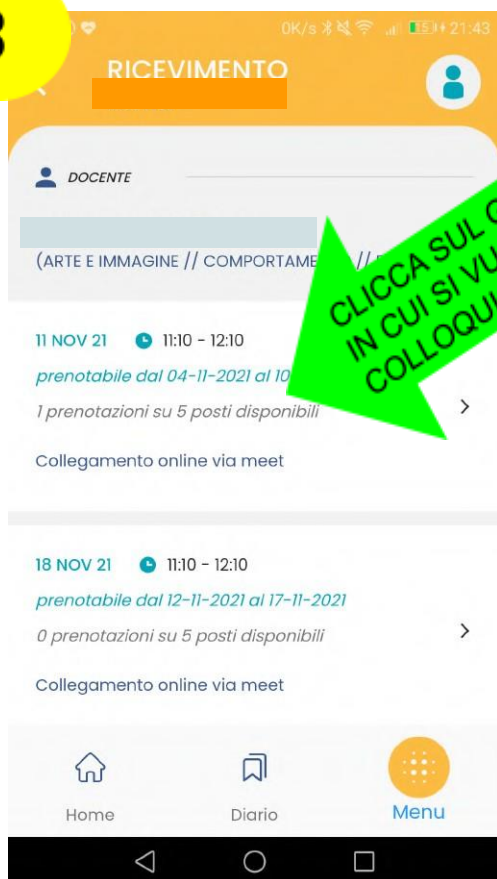 3
0K/s 51 21:43
RICEVIMENTO
DOCENTE
(ARTE E IMMAGINE // COMPORTAME //
CLICCA SUL
IN CUI SI
COLLOQUI
11 NOV 21 11:10 - 12:10
prenotabile dal 04-11-2021 al 10
1 prenotazioni su 5 posti disponibili
Collegamento online via meet
18 NOV 21 11:10 - 12:10
prenotabile dal 12-11-2021 al 17-11-2021
0 prenotazioni su 5 posti disponibili
Collegamento online via meet
Home Diario Menu